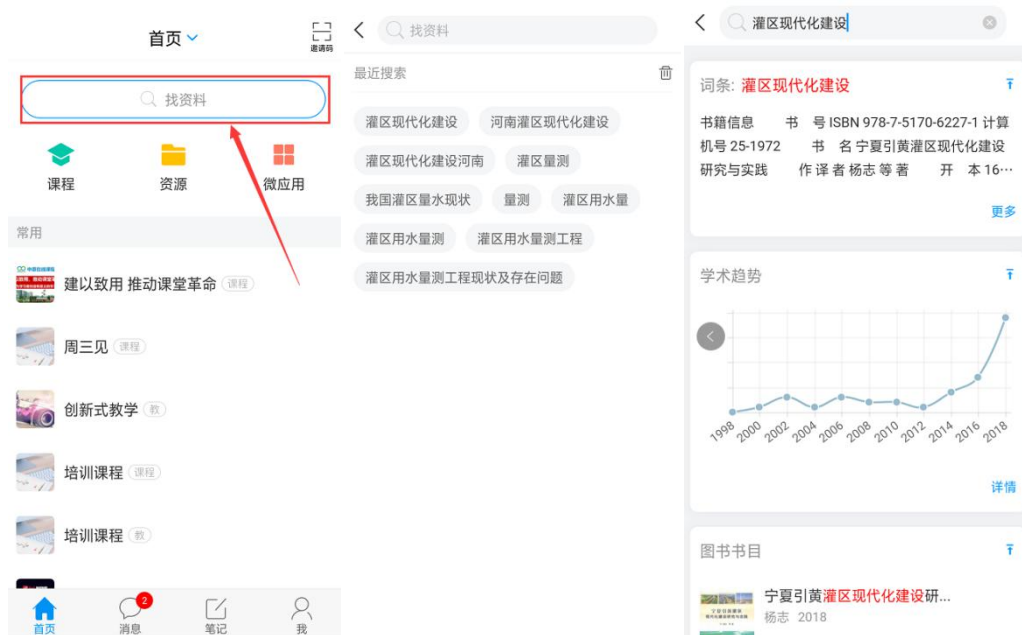 首页
邀请码
找资料
课程
资源
微应用
常用
建以致用 推动课堂革命 课程
周三见 课程
创新式教学 教
培训课程 课程
培训课程 教
2
首页
消息
笔记
我
找资料
最近搜索
灌区现代化建设
河南灌区现代化建设
灌区现代化建设河南
灌区量测
我国灌区量水现状
量测
灌区用水量
灌区用水量测
灌区用水量测工程
灌区用水量测工程现状及存在问题
灌区现代化建设
词条: 灌区现代化建设
书籍信息 书 号 ISBN 978-7-5170-6227-1 计算
机号 25-1972 书 名 宁夏引黄灌区现代化建设
研究与实践 作 译 者 杨志 等 著 开 本 16…
更多
学术趋势
1998 2000 2002 2004 2006 2008 2010 2012 2014 2016 2018
详情
图书书目
宁夏引黄灌区现代化建设研...
杨志 2018